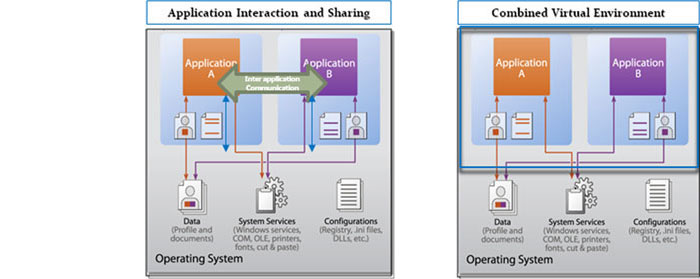 Application Interaction and Sharing
Application
A
Application
B
Inter application
Communication
Data
(Profile and
documents)
System Services
(Windows services,
COM, OLE, printers,
fonts, cut & paste)
Configurations
(Registry, .ini files,
DLLs, etc.)
Operating System
Combined Virtual Environment
Application
A
Application
B
Data
(Profile and
documents)
System Services
(Windows services,
COM, OLE, printers,
fonts, cut & paste)
Configurations
(Registry, .ini files,
DLLs, etc.)
Operating System